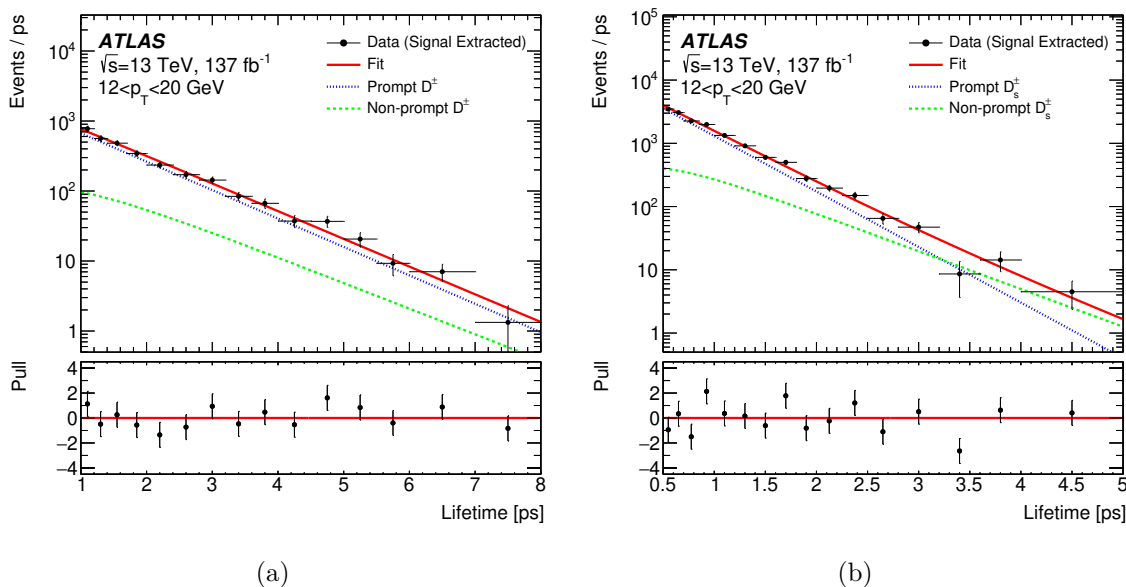 Events / ps
10⁴
10³
10²
10
1
ATLAS
√s=13 TeV, 137 fb⁻¹
12<p_T<20 GeV
Data (Signal Extracted)
Fit
Prompt D±
Non-prompt D±
Pull
4
2
0
−2
−4
1 2 3 4 5 6 7 8
Lifetime [ps]
(a)
Events / ps
10⁵
10⁴
10³
10²
10
1
ATLAS
√s=13 TeV, 137 fb⁻¹
12<p_T<20 GeV
Data (Signal Extracted)
Fit
Prompt D_s±
Non-prompt D_s±
Pull
4
2
0
−2
−4
0.5 1 1.5 2 2.5 3 3.5 4 4.5 5
Lifetime [ps]
(b)